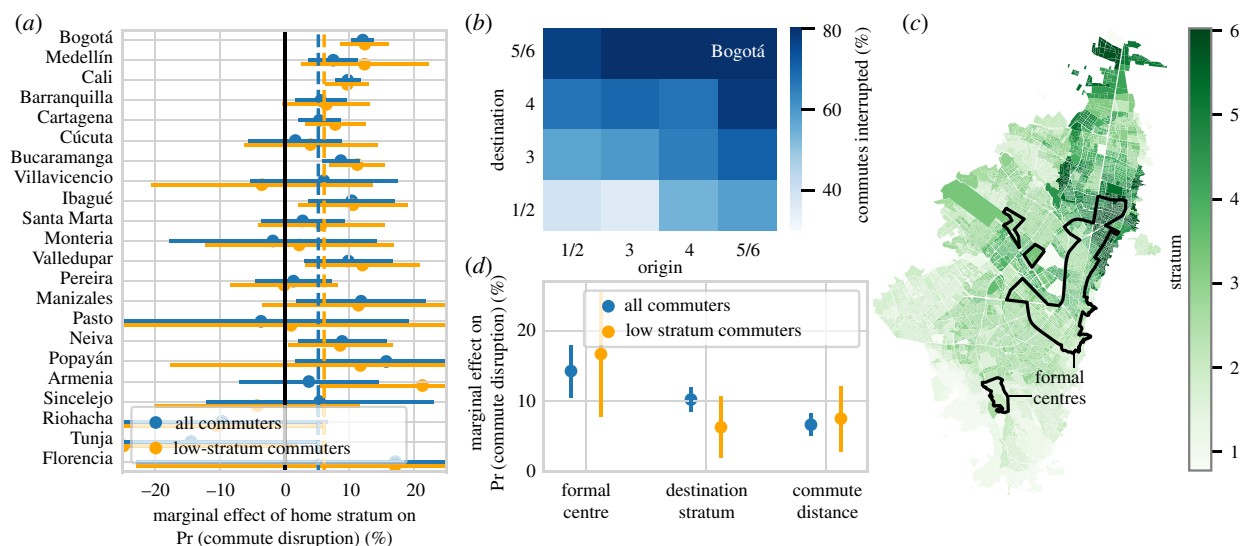 (a)
Bogotá
Medellín
Cali
Barranquilla
Cartagena
Cúcuta
Bucaramanga
Villavicencio
Ibagué
Santa Marta
Monteria
Valledupar
Pereira
Manizales
Pasto
Neiva
Popayán
Armenia
Sincelejo
Riohacha
Tunja
Florencia
all commuters
low-stratum commuters
−20 −10 0 10 20
marginal effect of home stratum on
Pr (commute disruption) (%)
(b)
Bogotá
5/6
4
3
1/2
destination
1/2 3 4 5/6
origin
80
60
40
commutes interrupted (%)
(d)
all commuters
low stratum commuters
20
10
0
marginal effect on
Pr (commute disruption) (%)
formal
centre
destination
stratum
commute
distance
(c)
formal
centres
6
5
4
3
2
1
stratum